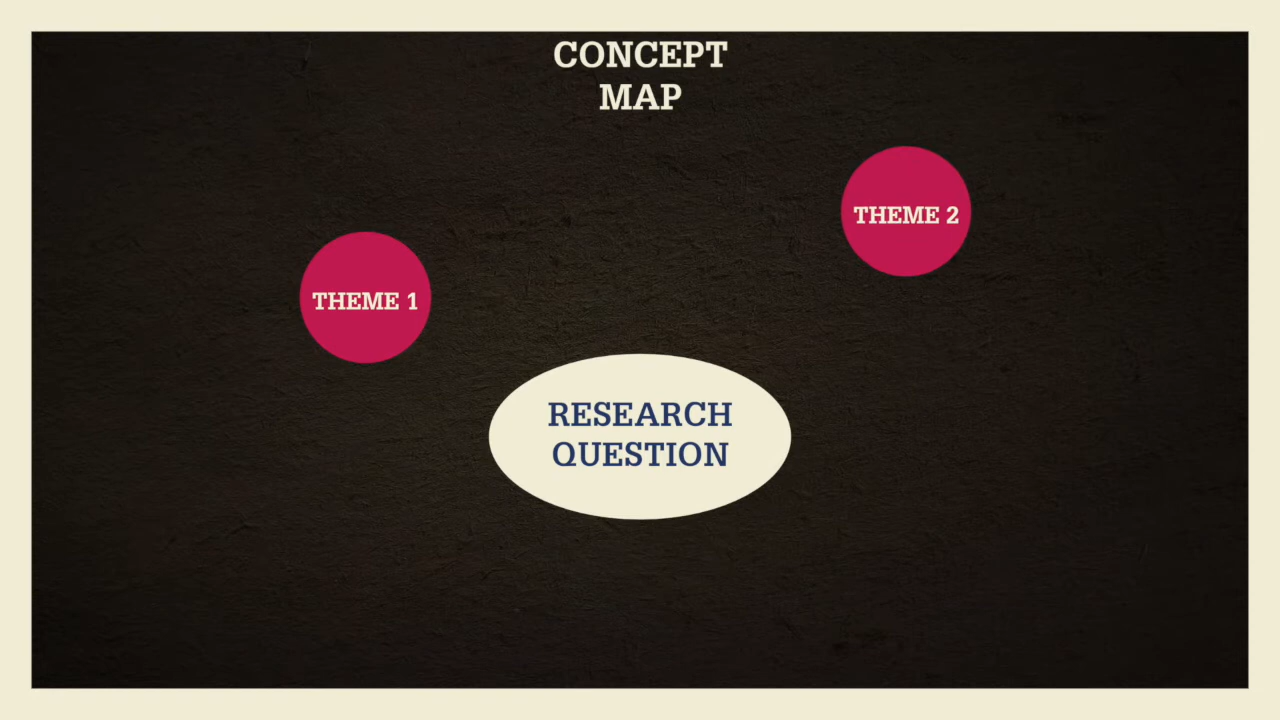 CONCEPT
MAP
THEME 2
THEME 1
RESEARCH
QUESTION